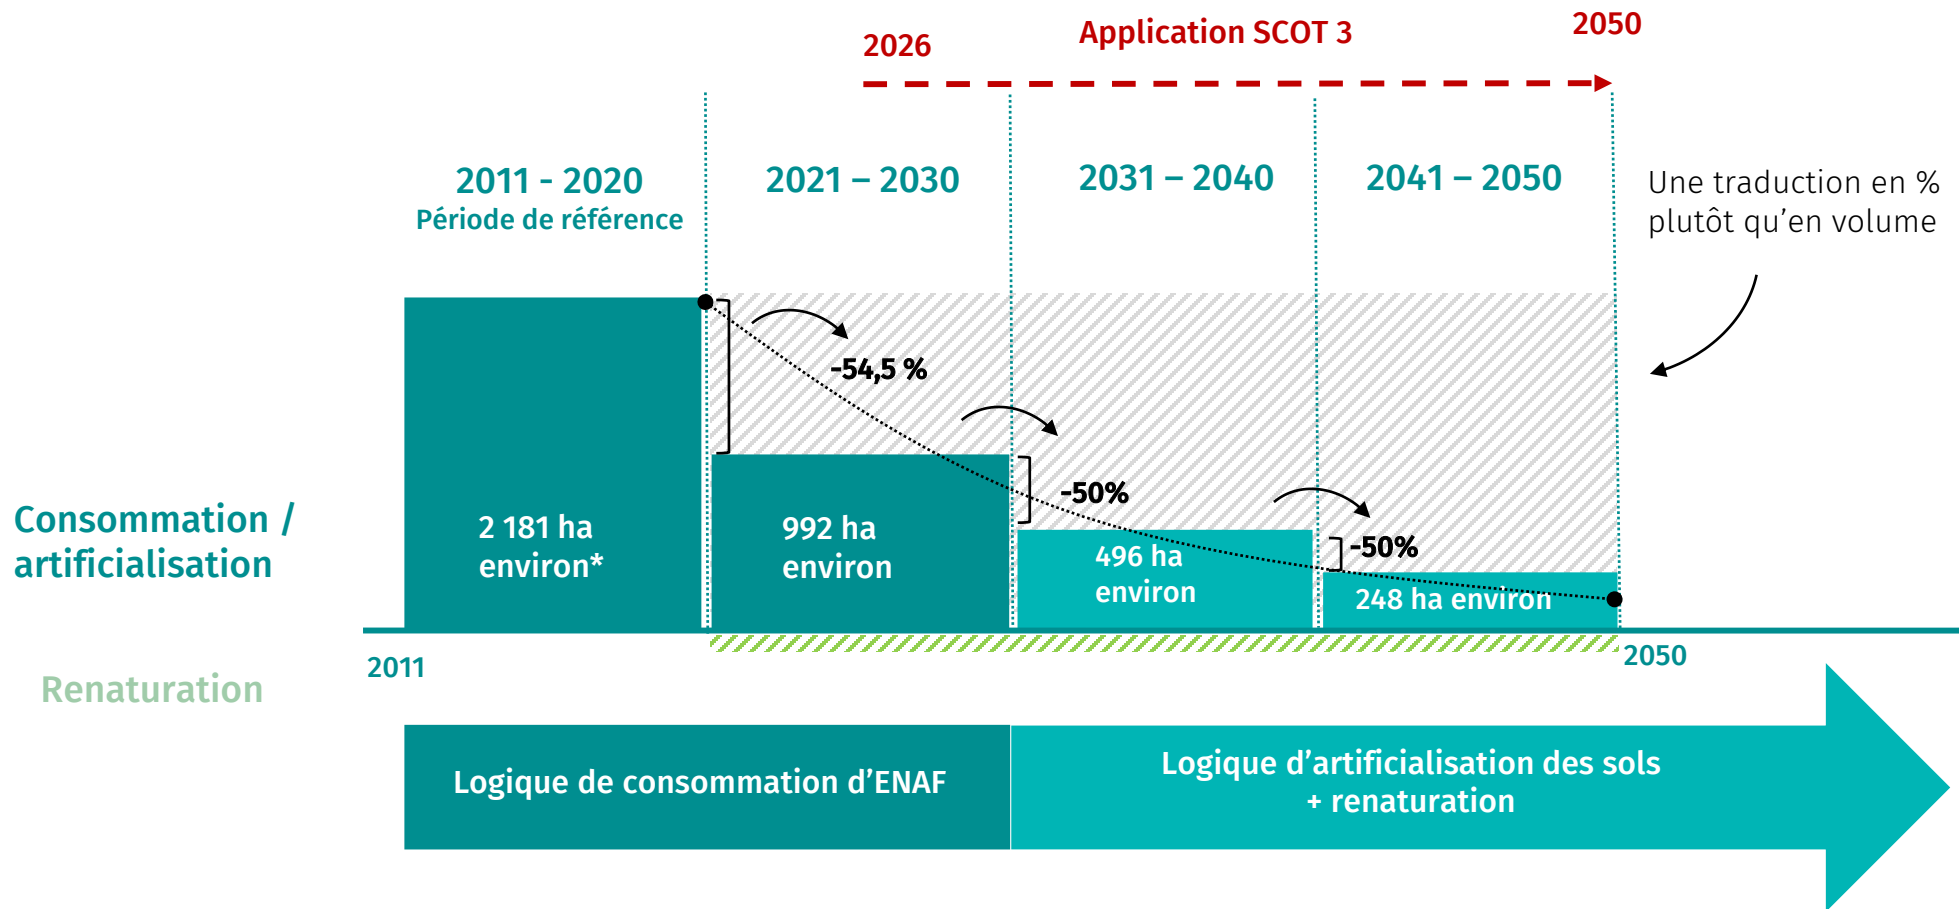 2026
Application SCOT 3
2050
2011 - 2020
Période de référence
2021 – 2030
2031 – 2040
2041 – 2050
Une traduction en %
plutôt qu’en volume
-54,5 %
-50%
-50%
Consommation /
artificialisation
2 181 ha
environ*
992 ha
environ
496 ha
environ
248 ha environ
2011
2050
Renaturation
Logique de consommation d’ENAF
Logique d’artificialisation des sols
+ renaturation